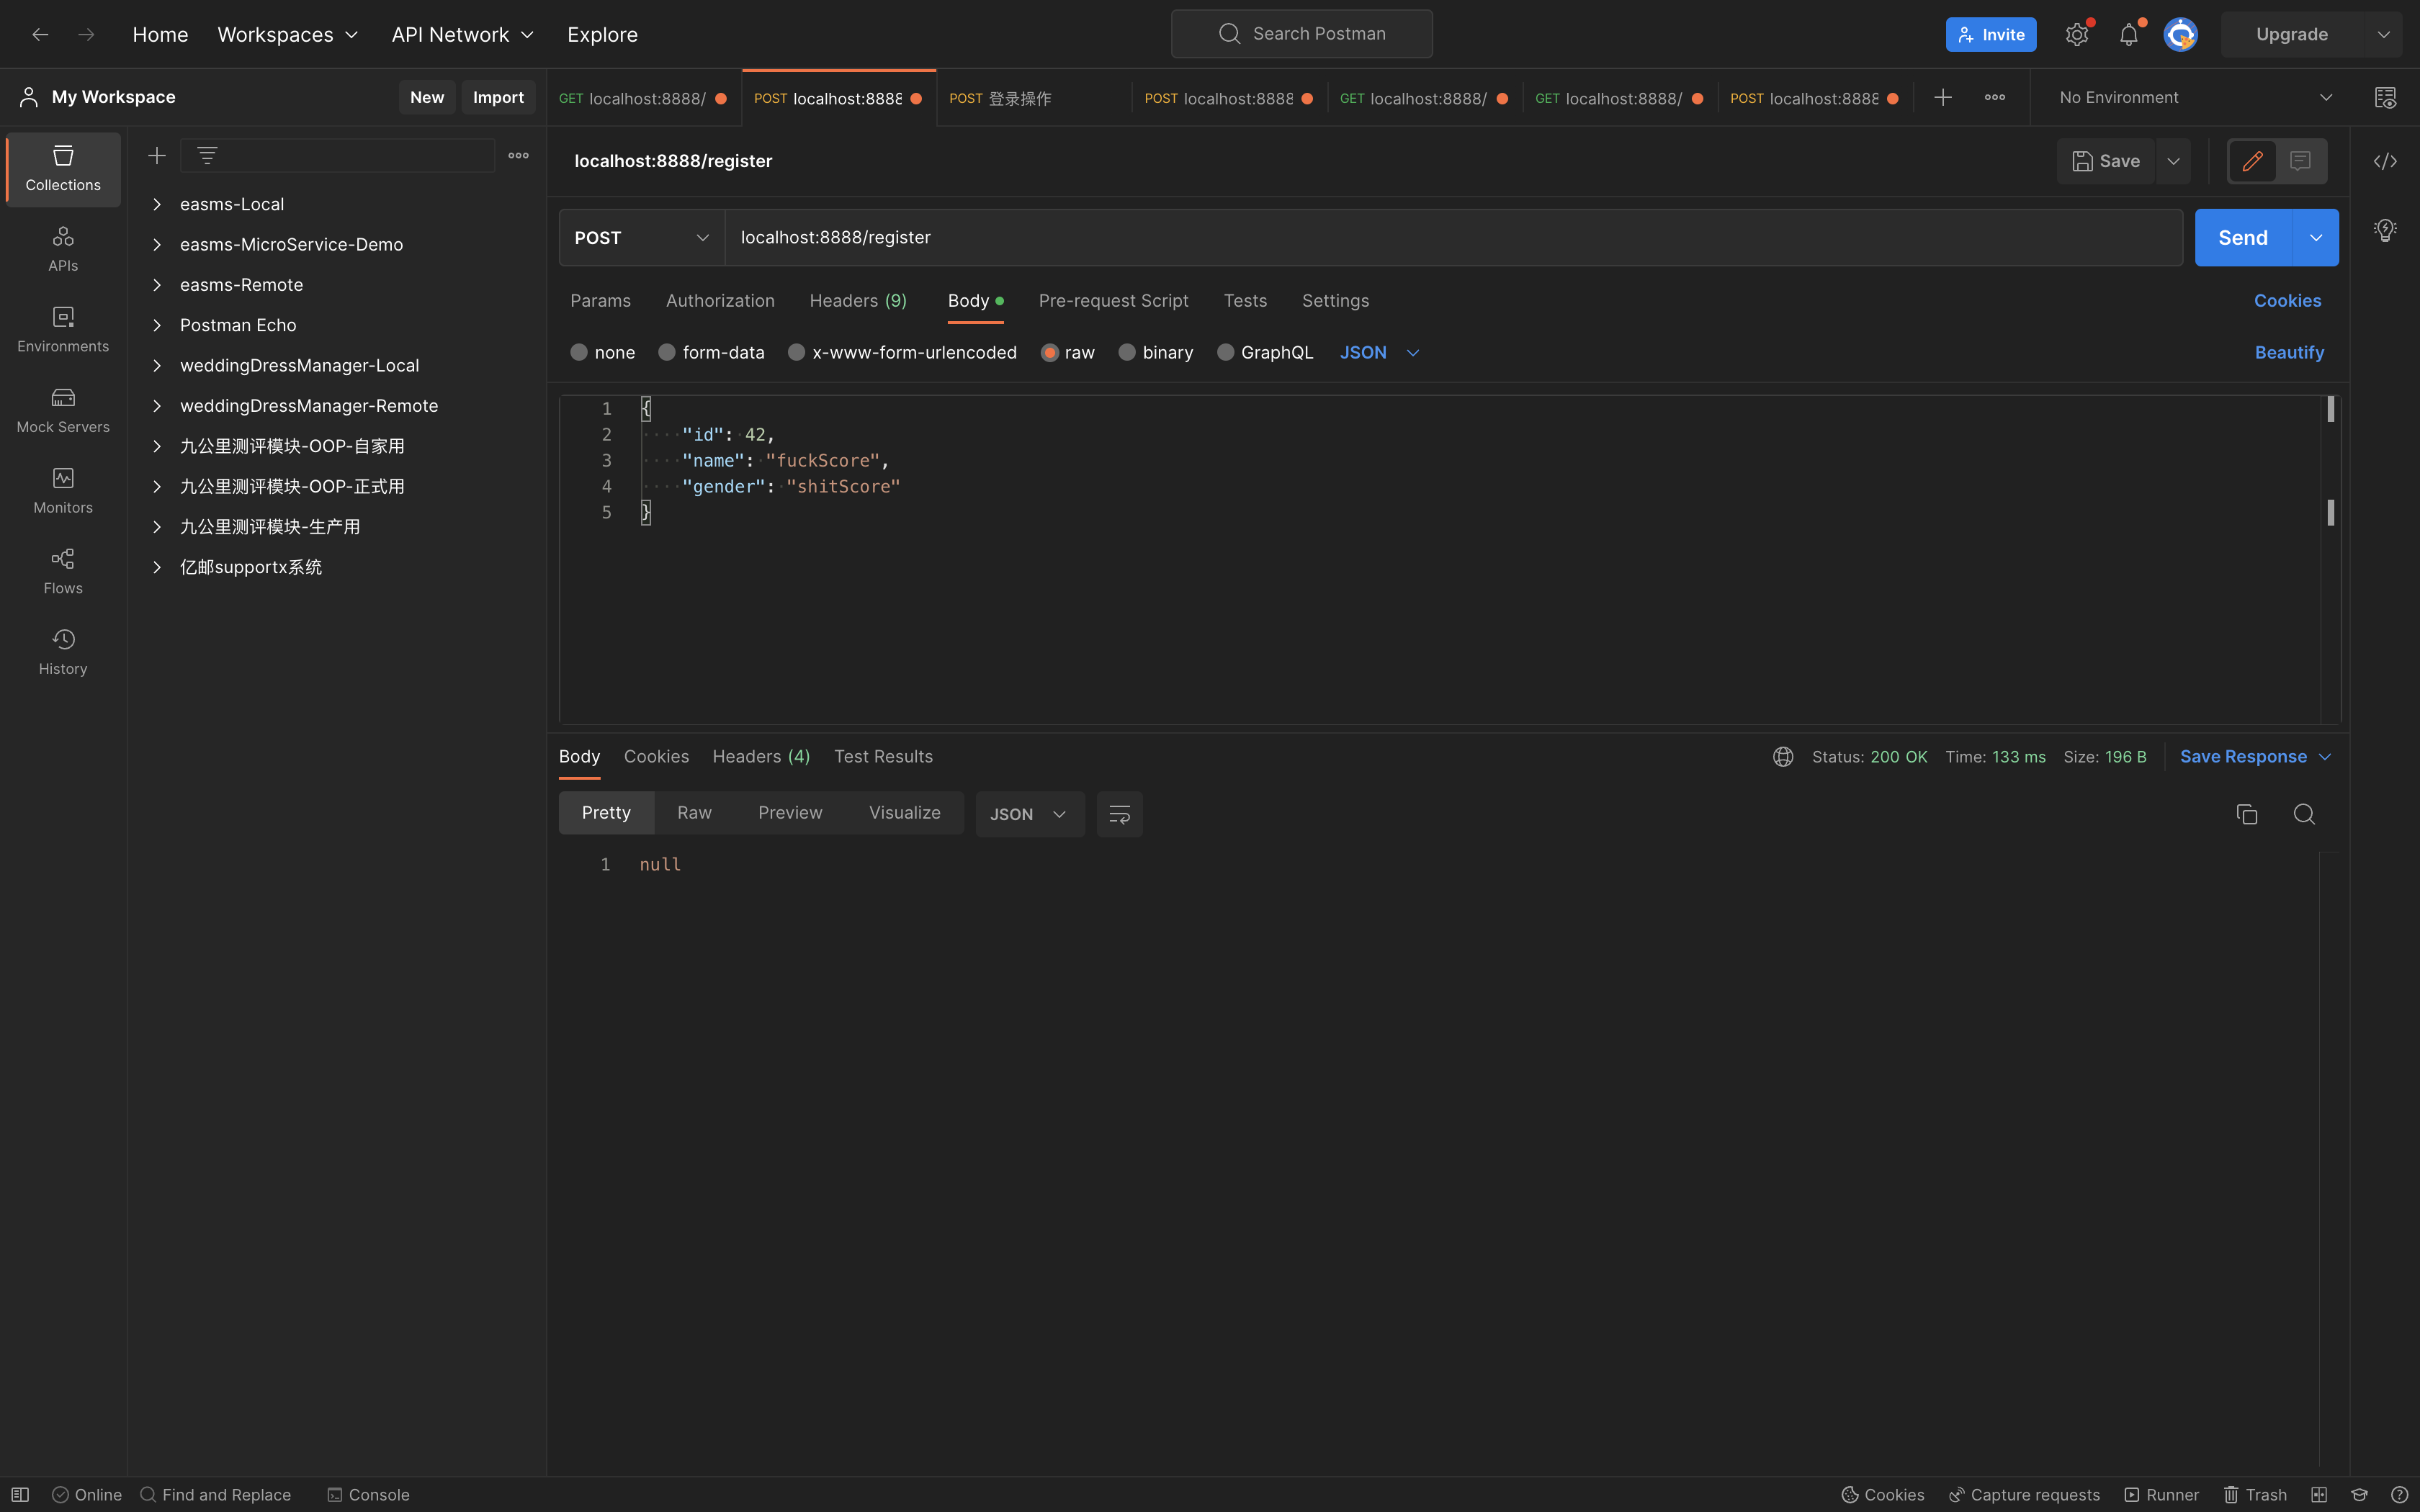 Home Workspaces API Network Explore
Search Postman
Invite
Upgrade
My Workspace
New Import
GET localhost:8888/
POST localhost:8888
POST 登录操作
POST localhost:8888
GET localhost:8888/
GET localhost:8888/
POST localhost:8888
No Environment
Collections
APIs
Environments
Mock Servers
Monitors
Flows
History
easms-Local
easms-MicroService-Demo
easms-Remote
Postman Echo
weddingDressManager-Local
weddingDressManager-Remote
九公里测评模块-OOP-自家用
九公里测评模块-OOP-正式用
九公里测评模块-生产用
亿邮supportx系统
localhost:8888/register
Save
POST localhost:8888/register
Send
Params Authorization Headers (9) Body Pre-request Script Tests Settings
Cookies
none form-data x-www-form-urlencoded raw binary GraphQL JSON
Beautify
1 {
2 "id": 42,
3 "name": "fuckScore",
4 "gender": "shitScore"
5 }
Body Cookies Headers (4) Test Results
Status: 200 OK Time: 133 ms Size: 196 B
Save Response
Pretty Raw Preview Visualize JSON
1 null
Online Find and Replace Console
Cookies Capture requests Runner Trash